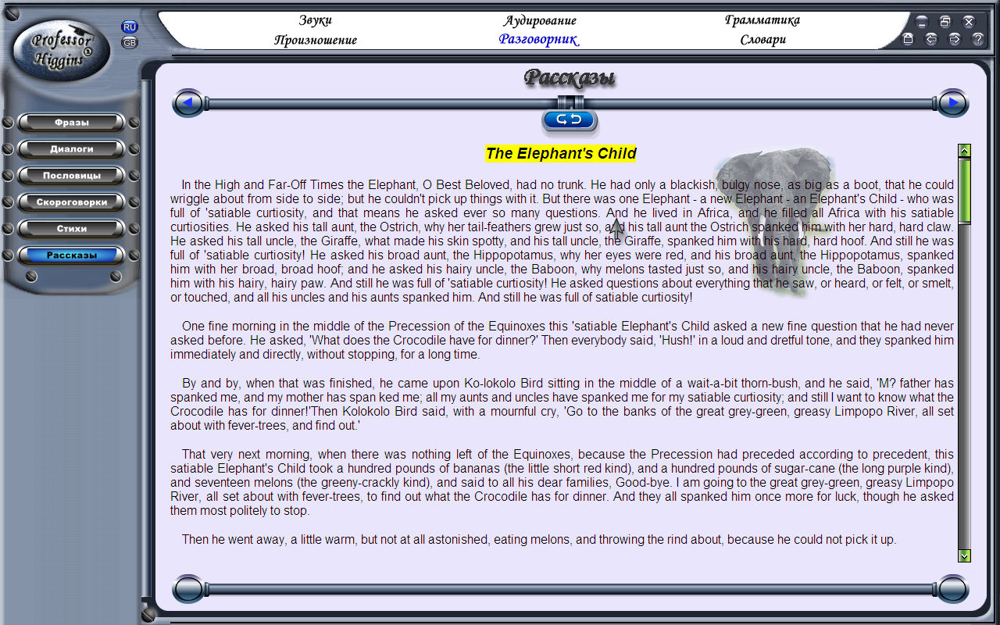 Professor
Higgins
RU
GB
Звуки
Аудирование
Грамматика
Произношение
Разговорник
Словари
?
Фразы
Диалоги
Пословицы
Скороговорки
Стихи
Рассказы
Рассказы
The Elephant's Child
In the High and Far-Off Times the Elephant, O Best Beloved, had no trunk. He had only a blackish, bulgy nose, as big as a boot, that he could
wriggle about from side to side; but he couldn't pick up things with it. But there was one Elephant - a new Elephant - an Elephant's Child - who was
full of 'satiable curtiosity, and that means he asked ever so many questions. And he lived in Africa, and he filled all Africa with his satiable
curtiosities. He asked his tall aunt, the Ostrich, why her tail-feathers grew just so, and his tall aunt the Ostrich spanked him with her hard, hard claw.
He asked his tall uncle, the Giraffe, what made his skin spotty, and his tall uncle, the Giraffe, spanked him with his hard, hard hoof. And still he was
full of 'satiable curtiosity! He asked his broad aunt, the Hippopotamus, why her eyes were red, and his broad aunt, the Hippopotamus, spanked
him with her broad, broad hoof; and he asked his hairy uncle, the Baboon, why melons tasted just so, and his hairy uncle, the Baboon, spanked
him with his hairy, hairy paw. And still he was full of 'satiable curtiosity! He asked questions about everything that he saw, or heard, or felt, or smelt,
or touched, and all his uncles and his aunts spanked him. And still he was full of satiable curtiosity!
One fine morning in the middle of the Precession of the Equinoxes this 'satiable Elephant's Child asked a new fine question that he had never
asked before. He asked, 'What does the Crocodile have for dinner?' Then everybody said, 'Hush!' in a loud and dretful tone, and they spanked him
immediately and directly, without stopping, for a long time.
By and by, when that was finished, he came upon Ko-lokolo Bird sitting in the middle of a wait-a-bit thorn-bush, and he said, 'M? father has
spanked me, and my mother has span ked me; all my aunts and uncles have spanked me for my satiable curtiosity; and still I want to know what the
Crocodile has for dinner!'Then Kolokolo Bird said, with a mournful cry, 'Go to the banks of the great grey-green, greasy Limpopo River, all set
about with fever-trees, and find out.'
That very next morning, when there was nothing left of the Equinoxes, because the Precession had preceded according to precedent, this
satiable Elephant's Child took a hundred pounds of bananas (the little short red kind), and a hundred pounds of sugar-cane (the long purple kind),
and seventeen melons (the greeny-crackly kind), and said to all his dear families, Good-bye. I am going to the great grey-green, greasy Limpopo
River, all set about with fever-trees, to find out what the Crocodile has for dinner. And they all spanked him once more for luck, though he asked
them most politely to stop.
Then he went away, a little warm, but not at all astonished, eating melons, and throwing the rind about, because he could not pick it up.